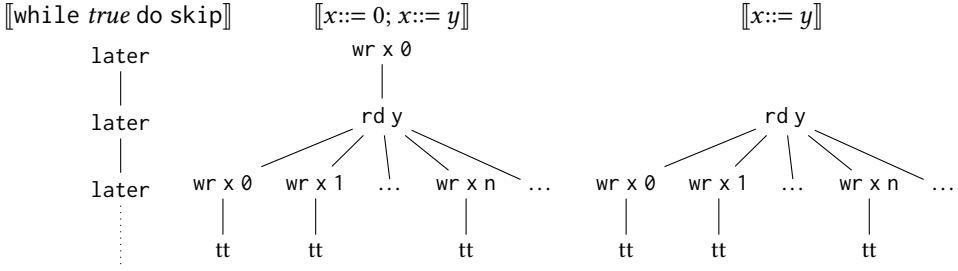 ⟦while true do skip⟧ ⟦x::= 0; x::= y⟧ ⟦x::= y⟧
later wr x 0
later rd y rd y
later wr x 0 wr x 1 ... wr x n ... wr x 0 wr x 1 ... wr x n ...
tt tt tt tt tt tt